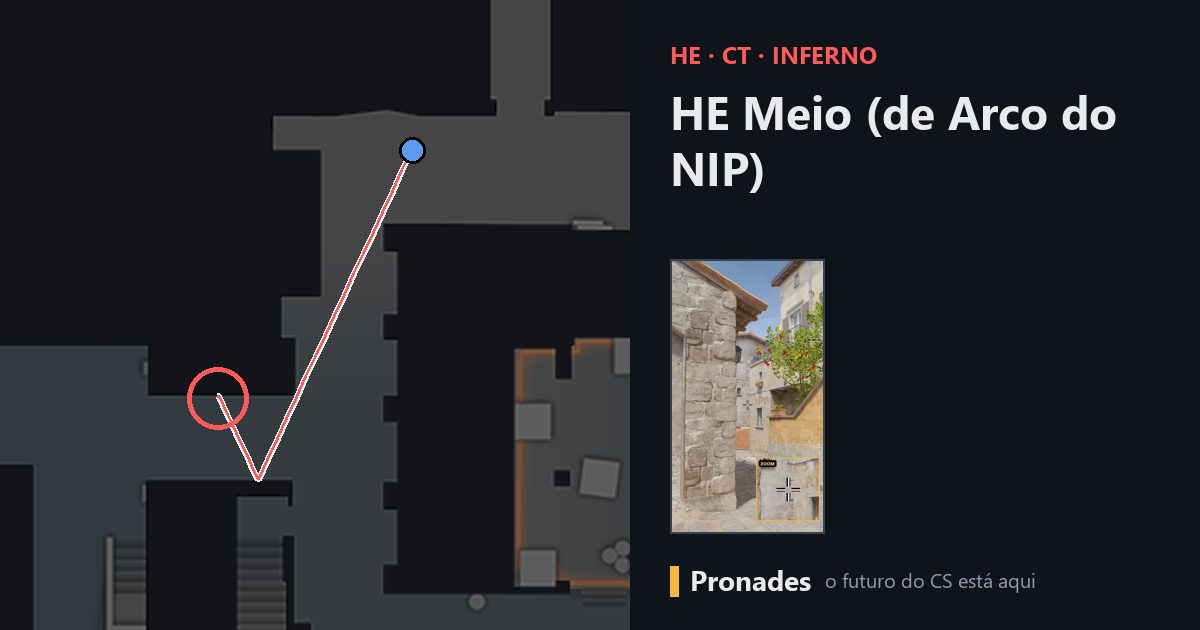 HE · CT · INFERNO
HE Meio (de Arco do
NIP)
ZOOM
Pronades o futuro do CS está aqui